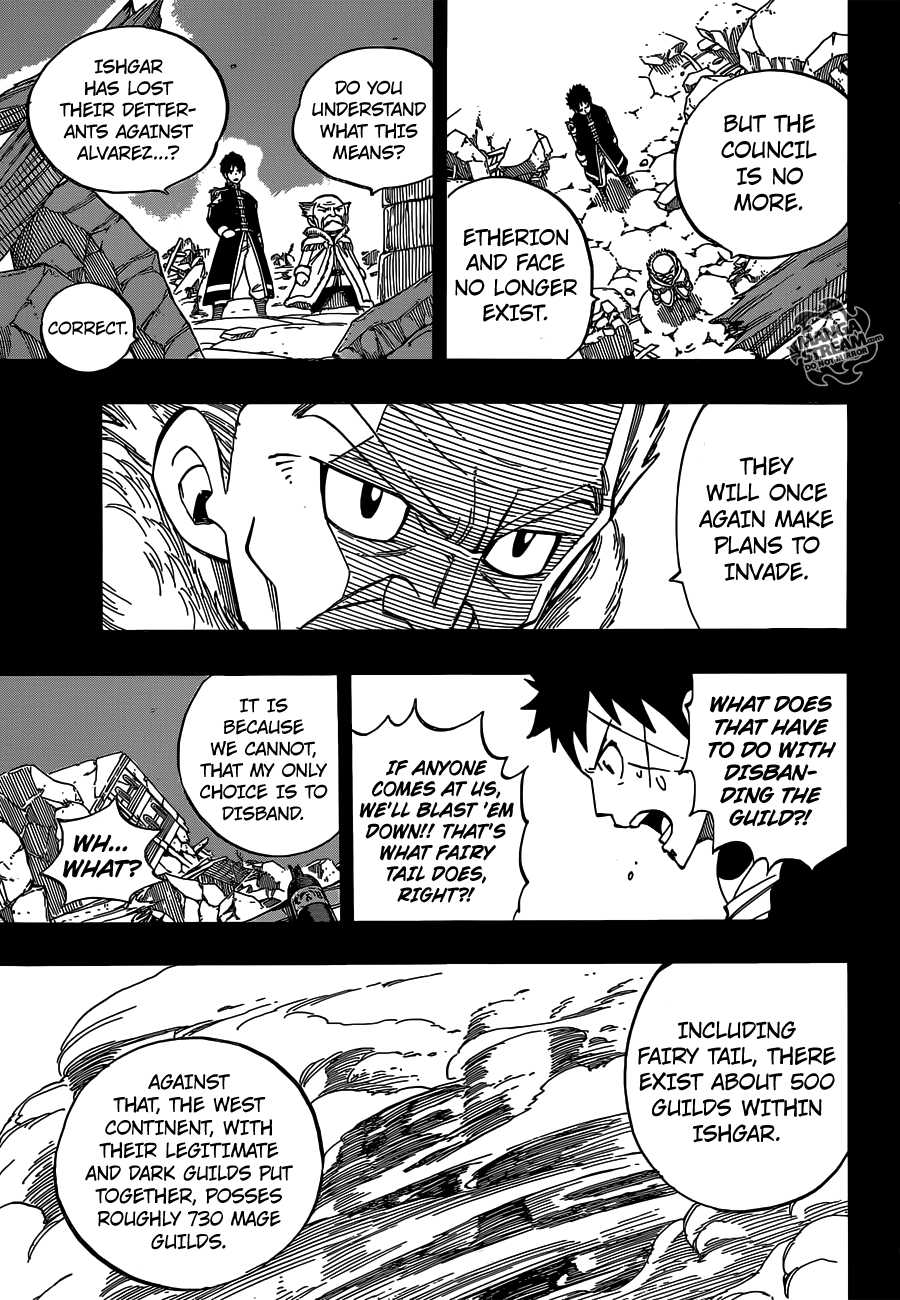 BUT THE
COUNCIL
IS NO
MORE.
ETHERION
AND FACE
NO LONGER
EXIST.
MANGA
STREAM.com
DO NOT MIRROR
DO YOU
UNDERSTAND
WHAT THIS
MEANS?
ISHGAR
HAS LOST
THEIR DETTER-
ANTS AGAINST
ALVAREZ...?
CORRECT.
THEY
WILL ONCE
AGAIN MAKE
PLANS TO
INVADE.
WHAT DOES
THAT HAVE
TO DO WITH
DISBAN-
DING THE
GUILD?!
IF ANYONE
COMES AT US,
WE'LL BLAST 'EM
DOWN!! THAT'S
WHAT FAIRY
TAIL DOES,
RIGHT?!
IT IS
BECAUSE
WE CANNOT,
THAT MY ONLY
CHOICE IS TO
DISBAND.
WH...
WHAT?
INCLUDING
FAIRY TAIL, THERE
EXIST ABOUT 500
GUILDS WITHIN
ISHGAR.
AGAINST
THAT, THE WEST
CONTINENT, WITH
THEIR LEGITIMATE
AND DARK GUILDS PUT
TOGETHER, POSSES
ROUGHLY 730 MAGE
GUILDS.